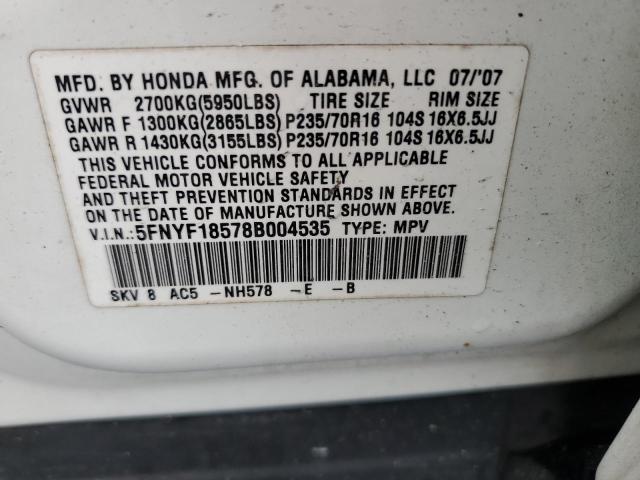 MFD. BY HONDA MFG. OF ALABAMA, LLC 07/'07
GVWR 2700KG(5950LBS) TIRE SIZE RIM SIZE
GAWR F 1300KG(2865LBS) P235/70R16 104S 16X6.5JJ
GAWR R 1430KG(3155LBS) P235/70R16 104S 16X6.5JJ
THIS VEHICLE CONFORMS TO ALL APPLICABLE
FEDERAL MOTOR VEHICLE SAFETY
AND THEFT PREVENTION STANDARDS IN EFFECT
ON THE DATE OF MANUFACTURE SHOWN ABOVE.
V.I.N.: 5FNYF18578B004535 TYPE: MPV
SKV 8 AC5 -NH578 -E -B